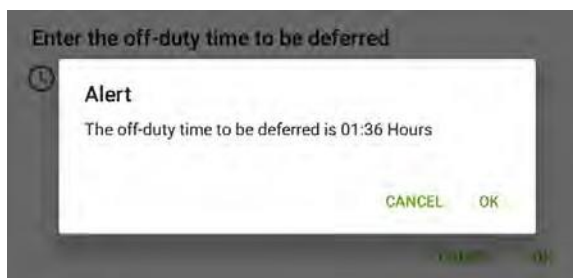 Enter the off-duty time to be deferred
Alert
The off-duty time to be deferred is 01:36 Hours
CANCEL OK